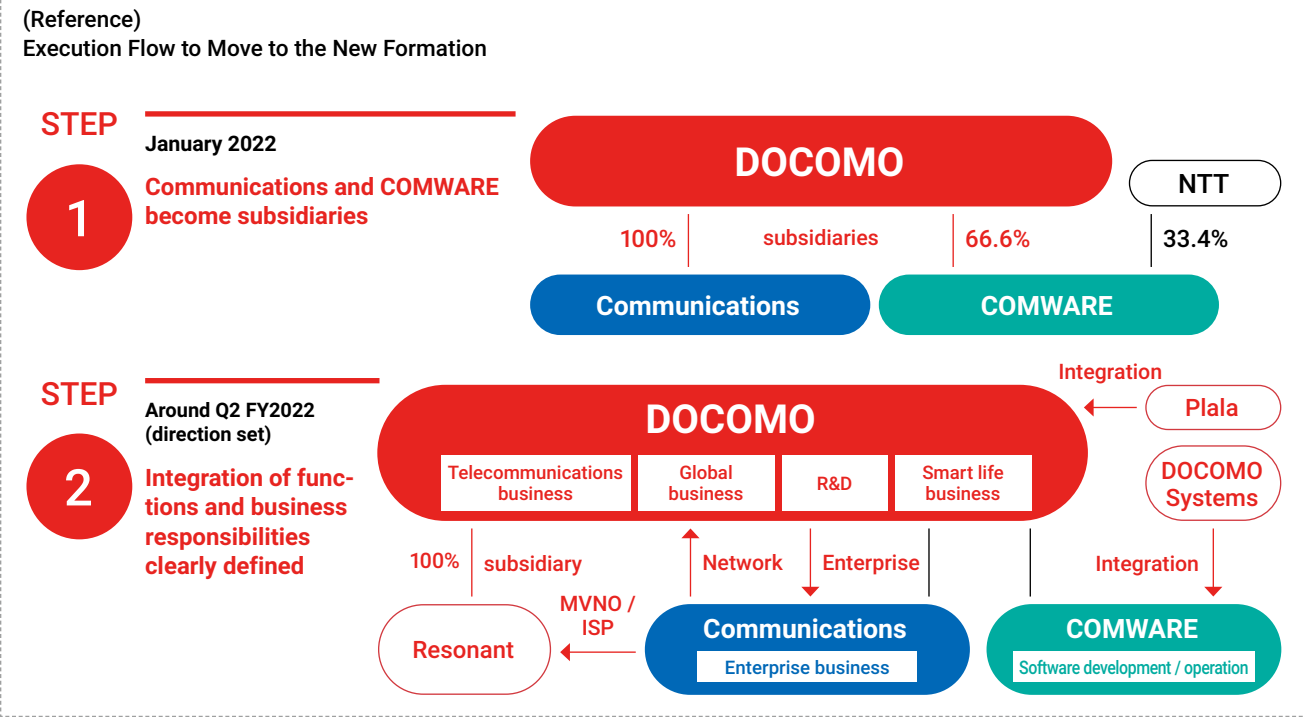 (Reference)
Execution Flow to Move to the New Formation
STEP
1
January 2022
Communications and COMWARE
become subsidiaries
DOCOMO
NTT
100%
subsidiaries
66.6%
33.4%
Communications
COMWARE
STEP
2
Around Q2 FY2022
(direction set)
Integration of func-
tions and business
responsibilities
clearly defined
DOCOMO
Telecommunications
business
Global
business
R&D
Smart life
business
Integration
Plala
DOCOMO
Systems
100%
subsidiary
Network
Enterprise
Integration
MVNO /
ISP
Resonant
Communications
Enterprise business
COMWARE
Software development / operation